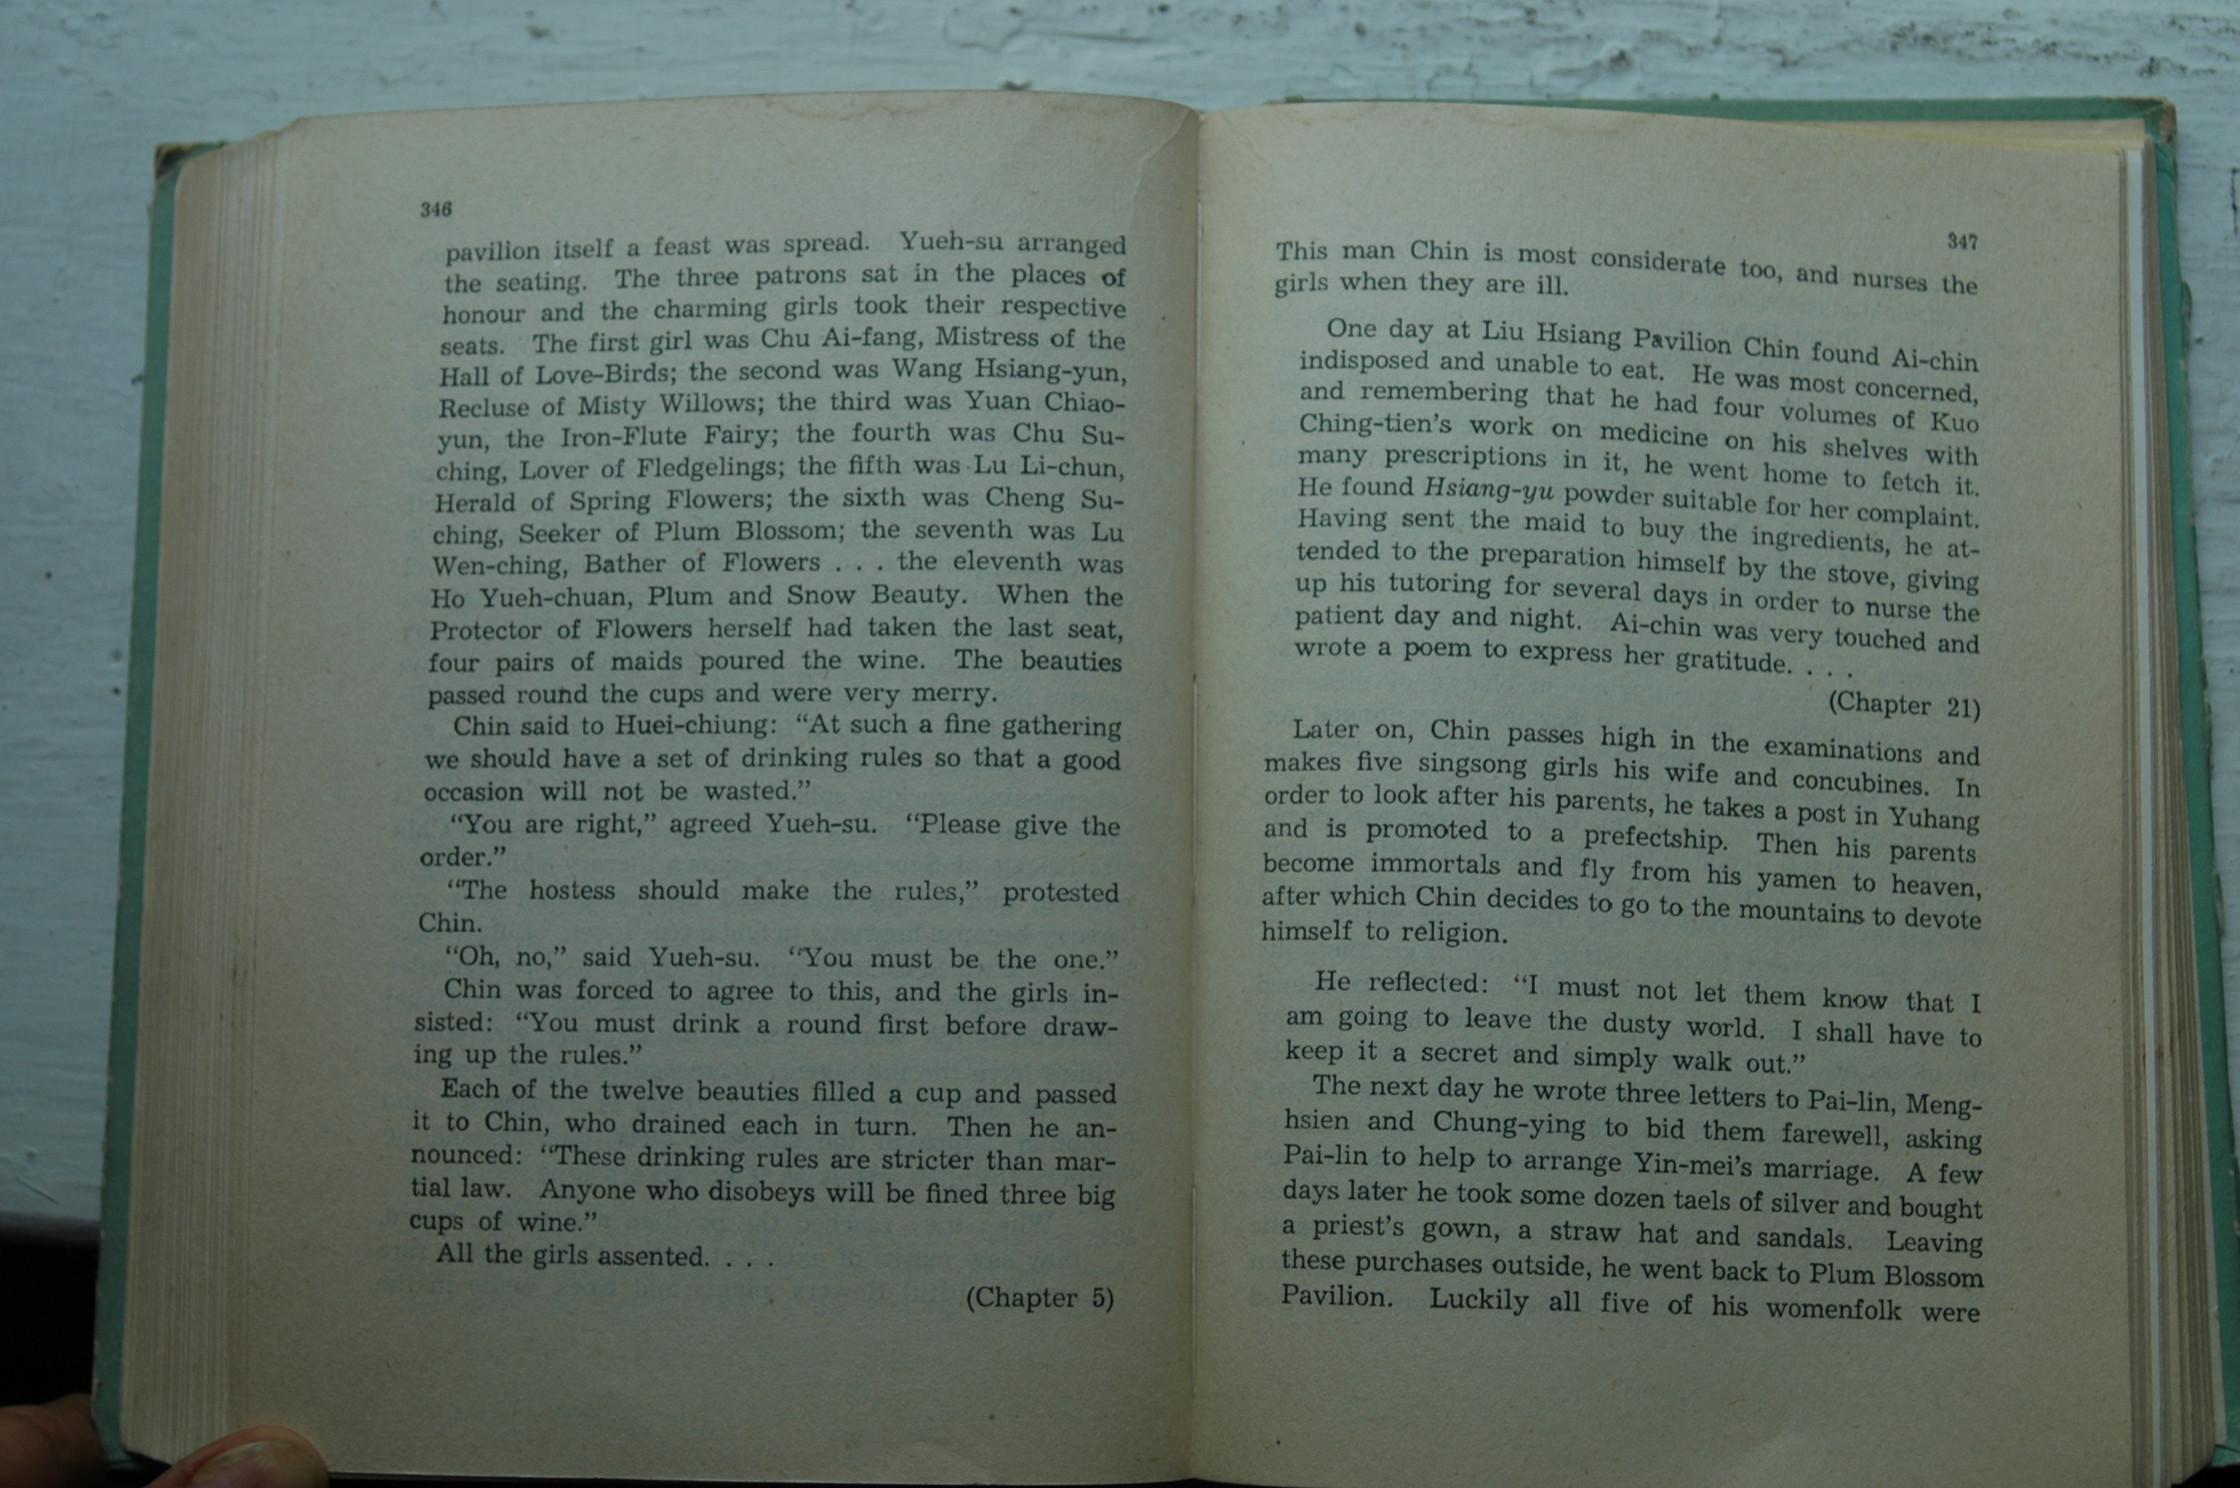 346
pavilion itself a feast was spread. Yueh-su arranged
the seating. The three patrons sat in the places of
honour and the charming girls took their respective
seats. The first girl was Chu Ai-fang, Mistress of the
Hall of Love-Birds; the second was Wang Hsiang-yun,
Recluse of Misty Willows; the third was Yuan Chiao-
yun, the Iron-Flute Fairy; the fourth was Chu Su-
ching, Lover of Fledgelings; the fifth was Lu Li-chun,
Herald of Spring Flowers; the sixth was Cheng Su-
ching, Seeker of Plum Blossom; the seventh was Lu
Wen-ching, Bather of Flowers . . . the eleventh was
Ho Yueh-chuan, Plum and Snow Beauty. When the
Protector of Flowers herself had taken the last seat,
four pairs of maids poured the wine. The beauties
passed round the cups and were very merry.
Chin said to Huei-chiung: “At such a fine gathering
we should have a set of drinking rules so that a good
occasion will not be wasted.”
“You are right,” agreed Yueh-su. “Please give the
order.”
“The hostess should make the rules,” protested
Chin.
“Oh, no,” said Yueh-su. “You must be the one.”
Chin was forced to agree to this, and the girls in-
sisted: “You must drink a round first before draw-
ing up the rules.”
Each of the twelve beauties filled a cup and passed
it to Chin, who drained each in turn. Then he an-
nounced: “These drinking rules are stricter than mar-
tial law. Anyone who disobeys will be fined three big
cups of wine.”
All the girls assented. . . .
(Chapter 5)
347
This man Chin is most considerate too, and nurses the
girls when they are ill.
One day at Liu Hsiang Pavilion Chin found Ai-chin
indisposed and unable to eat. He was most concerned,
and remembering that he had four volumes of Kuo
Ching-tien’s work on medicine on his shelves with
many prescriptions in it, he went home to fetch it.
He found Hsiang-yu powder suitable for her complaint.
Having sent the maid to buy the ingredients, he at-
tended to the preparation himself by the stove, giving
up his tutoring for several days in order to nurse the
patient day and night. Ai-chin was very touched and
wrote a poem to express her gratitude. . . .
(Chapter 21)
Later on, Chin passes high in the examinations and
makes five singsong girls his wife and concubines. In
order to look after his parents, he takes a post in Yuhang
and is promoted to a prefectship. Then his parents
become immortals and fly from his yamen to heaven,
after which Chin decides to go to the mountains to devote
himself to religion.
He reflected: “I must not let them know that I
am going to leave the dusty world. I shall have to
keep it a secret and simply walk out.”
The next day he wrote three letters to Pai-lin, Meng-
hsien and Chung-ying to bid them farewell, asking
Pai-lin to help to arrange Yin-mei’s marriage. A few
days later he took some dozen taels of silver and bought
a priest’s gown, a straw hat and sandals. Leaving
these purchases outside, he went back to Plum Blossom
Pavilion. Luckily all five of his womenfolk were